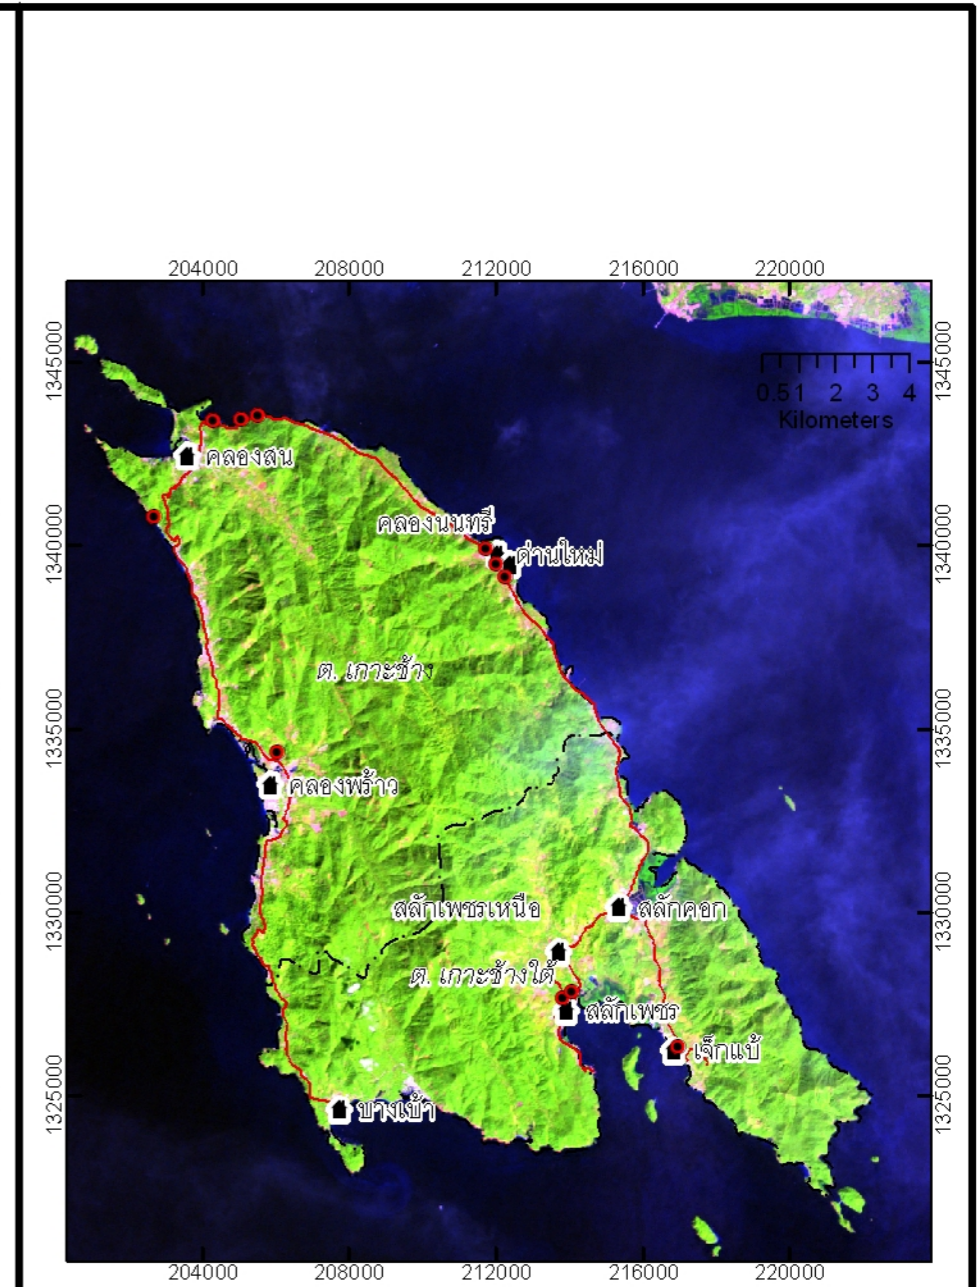 204000 208000 212000 216000 220000
1345000
1345000
0.5 1 2 3 4
Kilometers
คลองสน
คลองนนทรี
ด่านใหม่
1340000
1340000
ต. เกาะช้าง
1335000
1335000
คลองพร้าว
สลักเพชรเหนือ
สลักคอก
1330000
1330000
ต. เกาะช้างใต้
สลักเพชร
เจ็กแบ้
1325000
1325000
บางเบ้า
204000 208000 212000 216000 220000